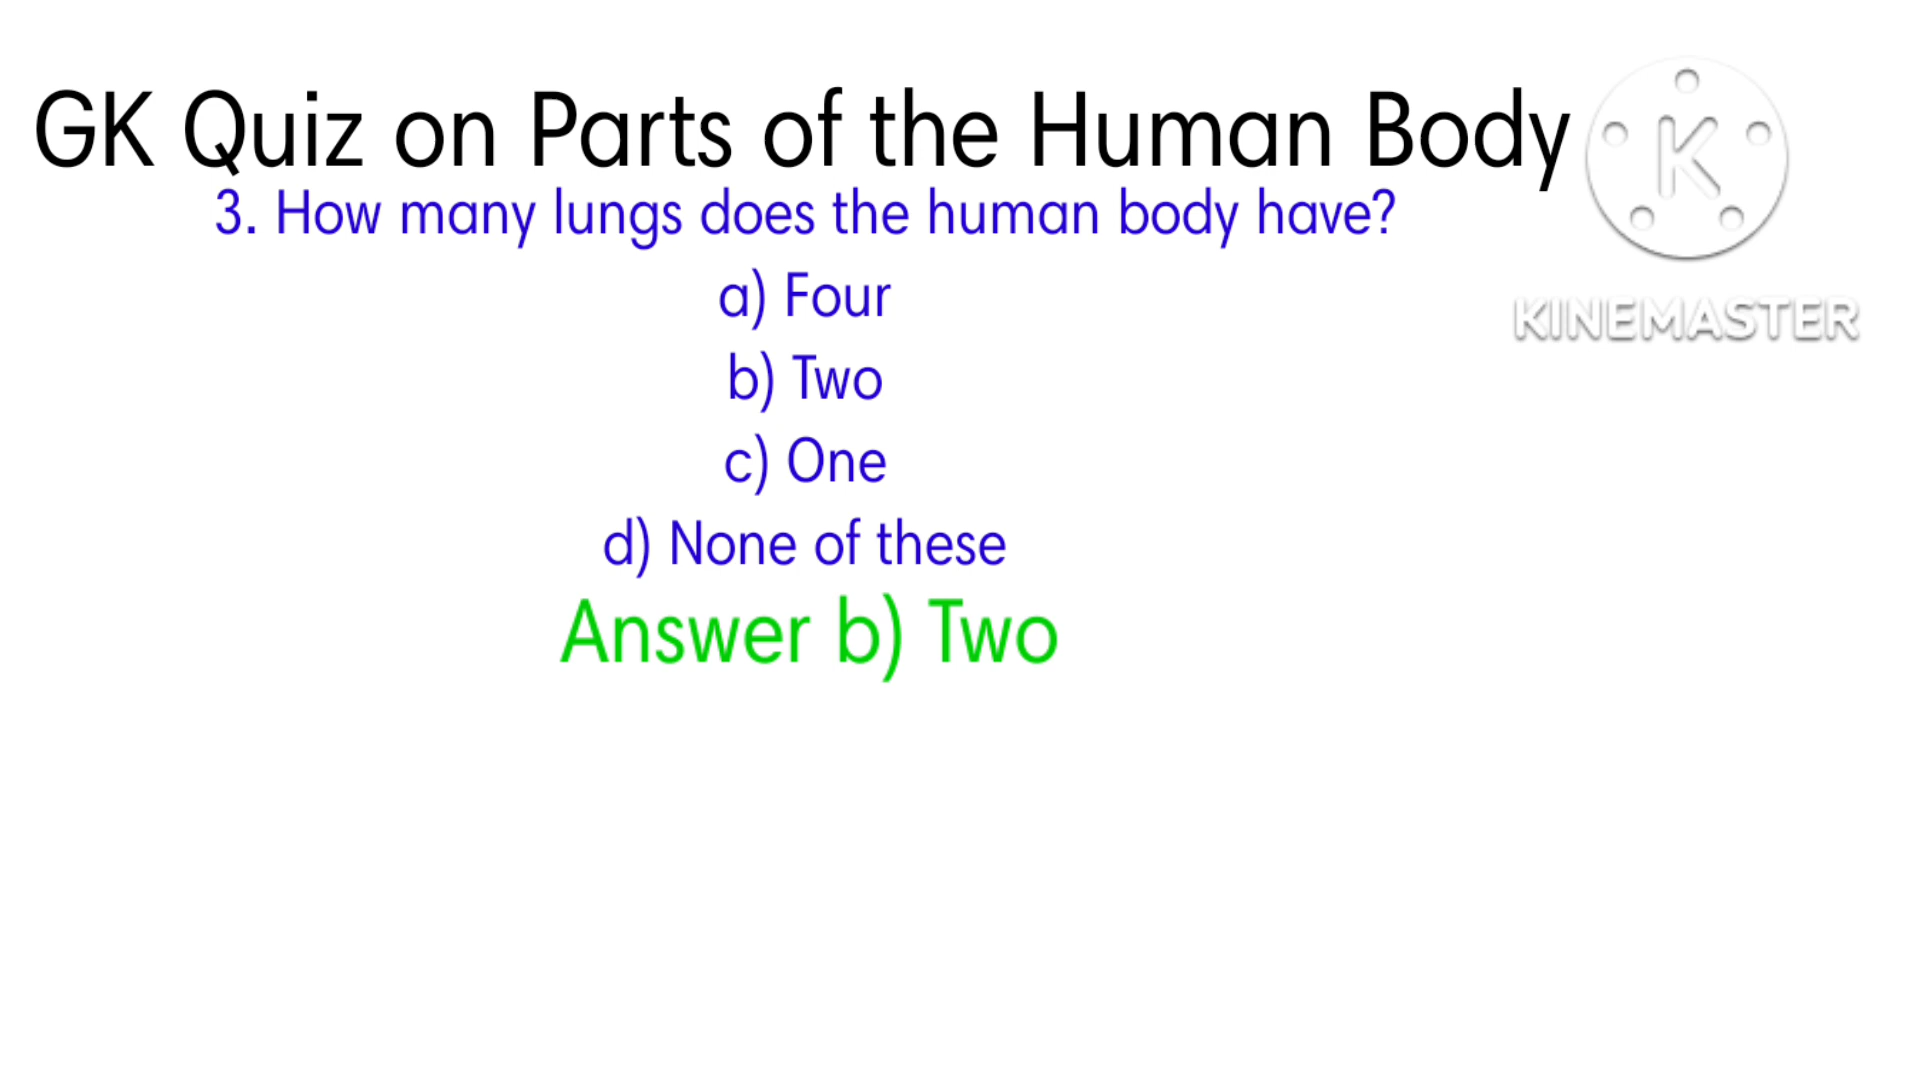 GK Quiz on Parts of the Human Body
3. How many lungs does the human body have?
a) Four
b) Two
c) One
d) None of these
Answer b) Two
K
KINEMASTER